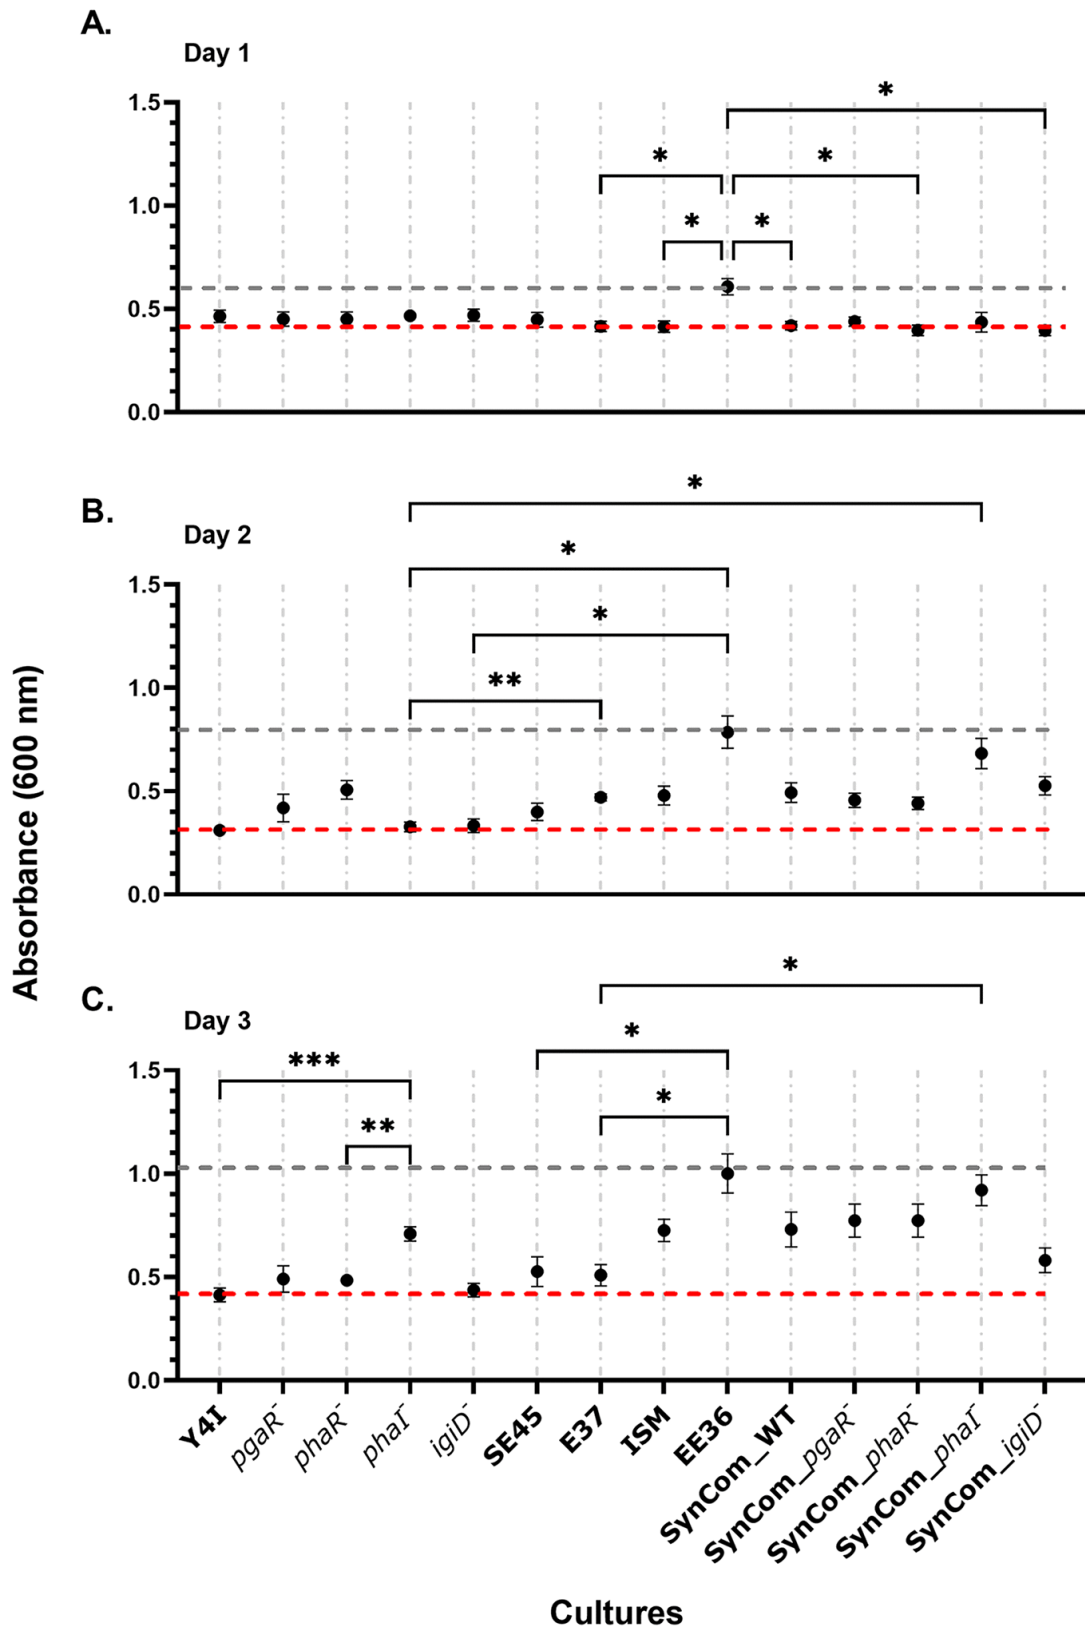 A.
Day 1
*
* *
* *
1.5
1.0
0.5
0.0
B.
Day 2
*
*
*
**
1.5
1.0
0.5
0.0
Absorbance (600 nm)
C.
Day 3
*
*
***
*
**
1.5
1.0
0.5
0.0
Y4I
pgaR-
phaR-
phaI-
igiD-
SE45
E37
ISM
EE36
SynCom_WT
SynCom_pgaR-
SynCom_phaR-
SynCom_phaI-
SynCom_igiD-
Cultures